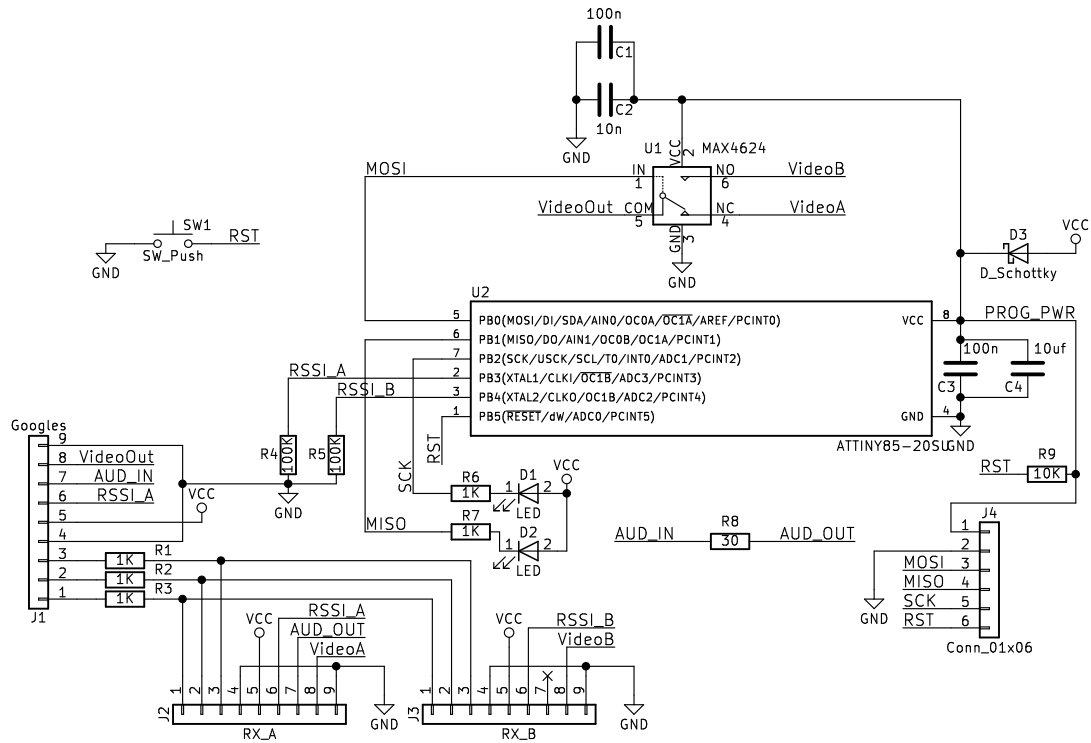 100n
C1
C2
10n
GND
U1
MAX4624
VCC
2
MOSI
IN
1
NO
6
VideoB
VideoOut
COM
5
NC
4
VideoA
GND
3
GND
SW1
RST
SW_Push
GND
D3
VCC
D_Schottky
U2
5 PB0(MOSI/DI/SDA/AIN0/OC0A/OC1A/AREF/PCINT0)
6 PB1(MISO/DO/AIN1/OC0B/OC1A/PCINT1)
7 PB2(SCK/USCK/SCL/T0/INT0/ADC1/PCINT2)
2 PB3(XTAL1/CLKI/OC1B/ADC3/PCINT3)
3 PB4(XTAL2/CLKO/OC1B/ADC2/PCINT4)
1 PB5(RESET/dW/ADC0/PCINT5)
VCC 8
GND 4
ATTINY85-20SU
GND
PROG_PWR
100n
C3
10uf
C4
RSSI_A
RSSI_B
R4
100K
R5
100K
GND
RST
SCK
MISO
R6
1K
R7
1K
1 D1 2
LED
1 D2 2
LED
VCC
Googles
9
8 VideoOut
7 AUD_IN
6 RSSI_A
5
VCC
4
3
2
1
J1
1K R1
1K R2
1K R3
AUD_IN
R8
30
AUD_OUT
RST
R9
10K
J4
1
2
MOSI 3
MISO 4
SCK 5
RST 6
GND
Conn_01x06
VCC
RSSI_A
AUD_OUT
VideoA
1 2 3 4 5 6 7 8 9
J2
RX_A
GND
VCC
RSSI_B
VideoB
1 2 3 4 5 6 7 8 9
J3
RX_B
GND